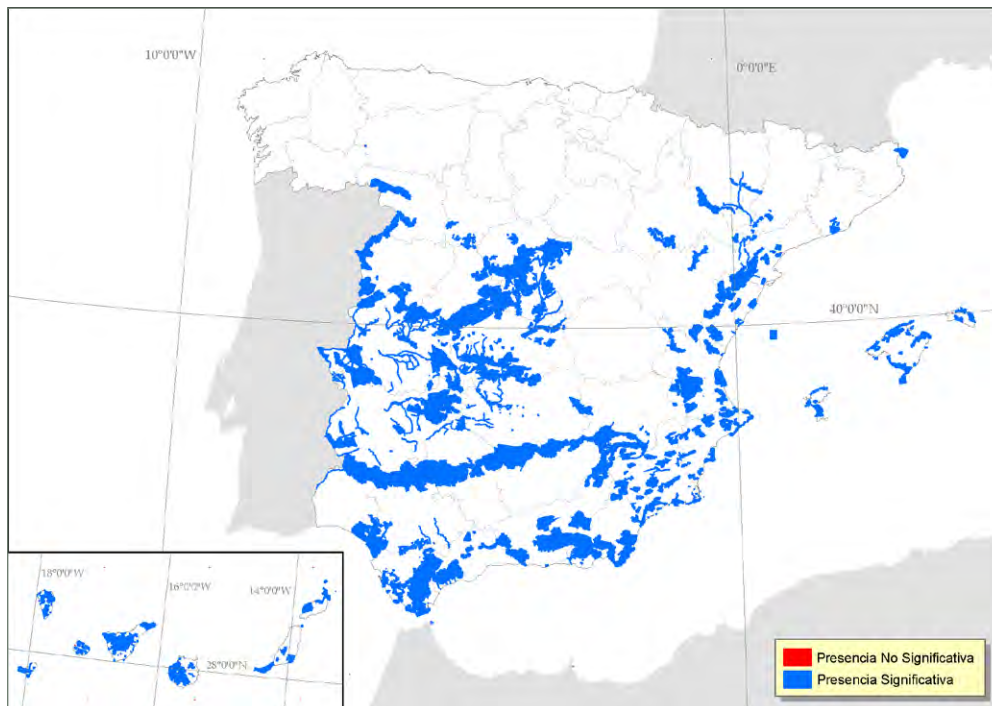 10°0'0"W
0°0'0"E
40°0'0"N
18°0'0"W
16°0'0"W
14°0'0"W
28°0'0"N
Presencia No Significativa
Presencia Significativa